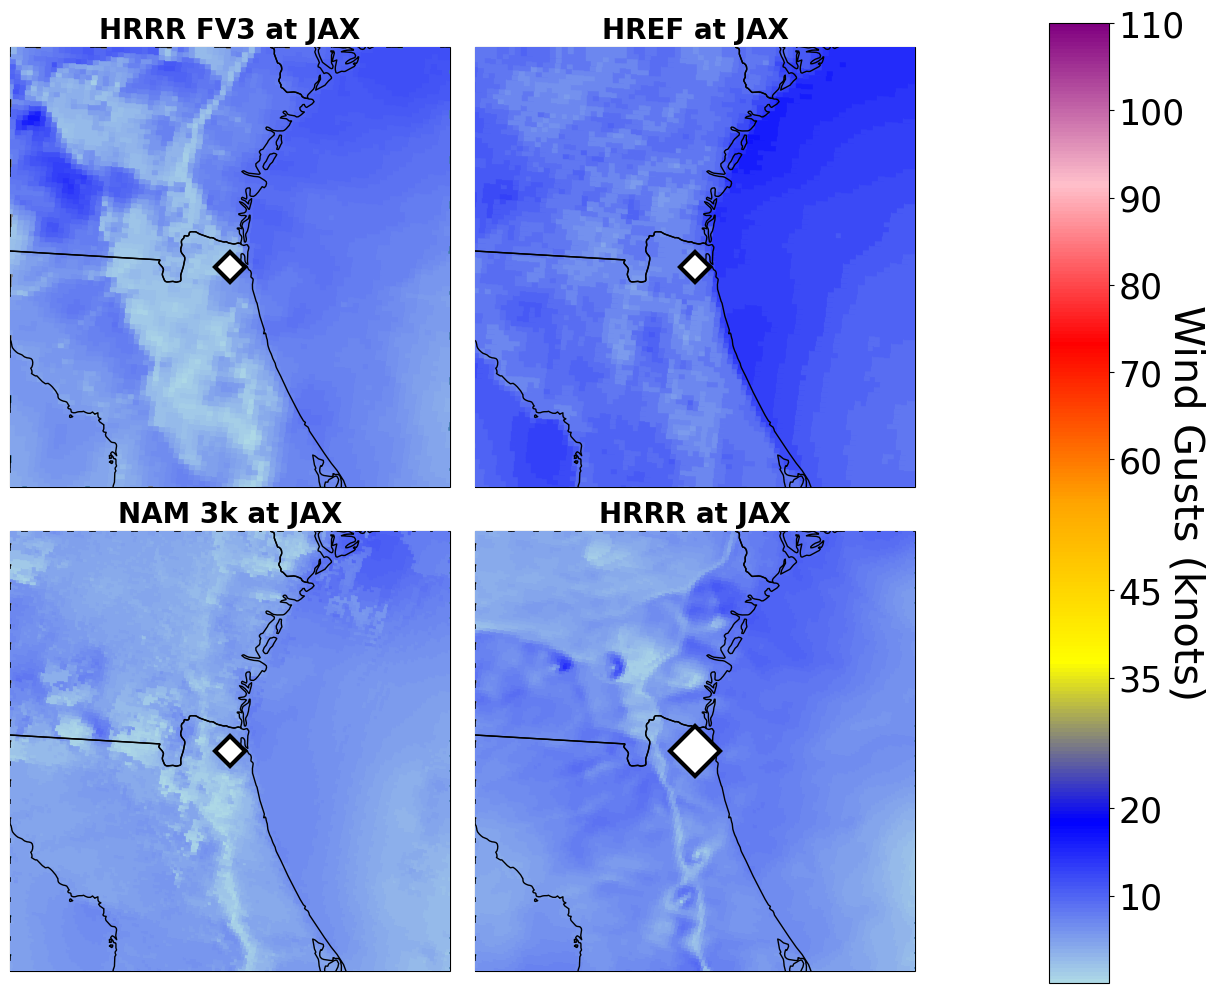 HRRR FV3 at JAX
HREF at JAX
NAM 3k at JAX
HRRR at JAX
110
100
90
80
70
60
45
35
20
10
Wind Gusts (knots)